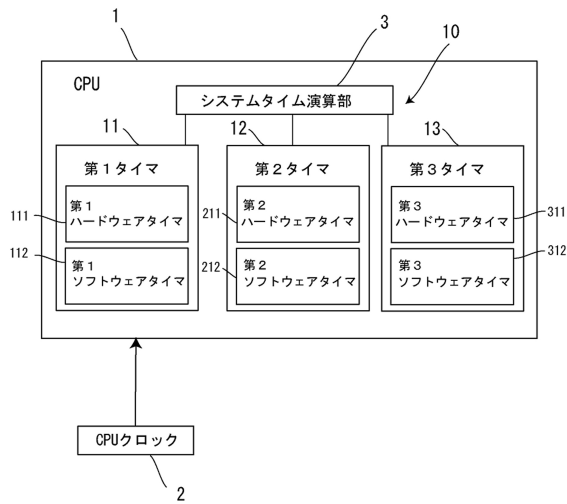 1
3
10
CPU
システムタイム演算部
11
12
13
第1タイマ
第2タイマ
第3タイマ
111
第1
ハードウェアタイマ
211
第2
ハードウェアタイマ
第3
ハードウェアタイマ
311
112
第1
ソフトウェアタイマ
212
第2
ソフトウェアタイマ
第3
ソフトウェアタイマ
312
CPUクロック
2